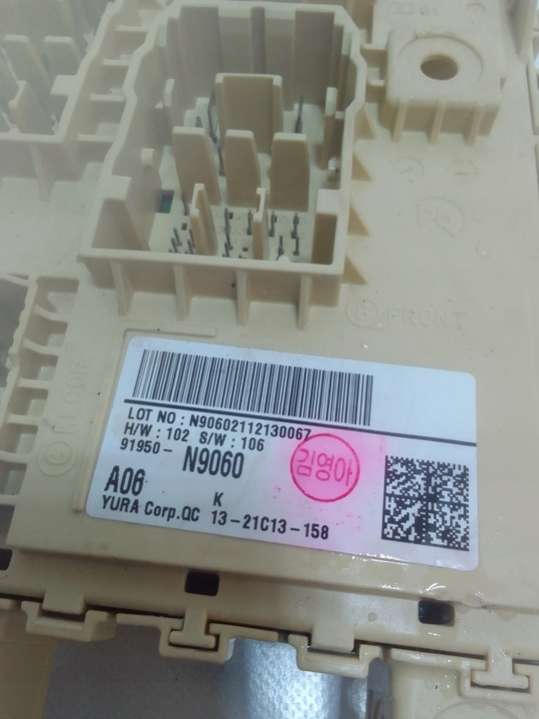 FRONT
LOT NO : N90602112130067
H/W : 102 S/W : 106
91950- N9060
김영아
A06
K
YURA Corp.QC 13-21C13-158